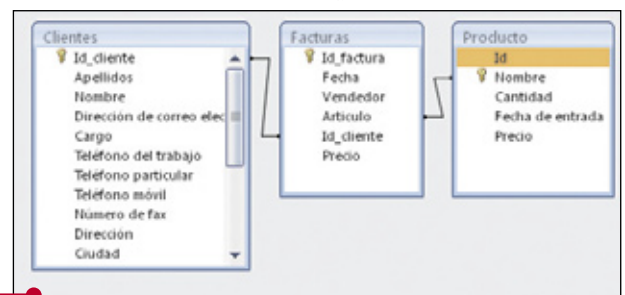 Clientes
Id_cliente
Apellidos
Nombre
Dirección de correo elec
Cargo
Teléfono del trabajo
Teléfono particular
Teléfono móvil
Número de fax
Dirección
Ciudad
Facturas
Id_factura
Fecha
Vendedor
Articulo
Id_cliente
Precio
Producto
Id
Nombre
Cantidad
Fecha de entrada
Precio